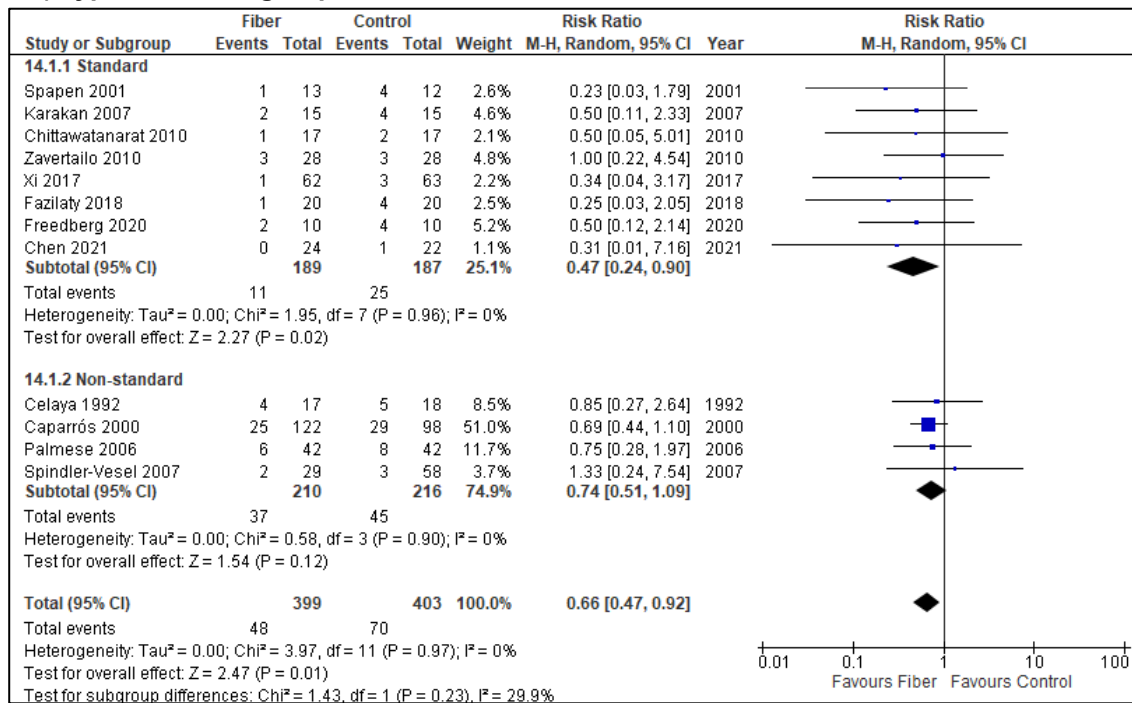 Fiber Control Risk Ratio Risk Ratio
Study or Subgroup Events Total Events Total Weight M-H, Random, 95% CI Year M-H, Random, 95% CI
14.1.1 Standard
Spapen 2001 1 13 4 12 2.6% 0.23 [0.03, 1.79] 2001
Karakan 2007 2 15 4 15 4.6% 0.50 [0.11, 2.33] 2007
Chittawatanarat 2010 1 17 2 17 2.1% 0.50 [0.05, 5.01] 2010
Zavertailo 2010 3 28 3 28 4.8% 1.00 [0.22, 4.54] 2010
Xi 2017 1 62 3 63 2.2% 0.34 [0.04, 3.17] 2017
Fazilaty 2018 1 20 4 20 2.5% 0.25 [0.03, 2.05] 2018
Freedberg 2020 2 10 4 10 5.2% 0.50 [0.12, 2.14] 2020
Chen 2021 0 24 1 22 1.1% 0.31 [0.01, 7.16] 2021
Subtotal (95% CI) 189 187 25.1% 0.47 [0.24, 0.90]
Total events 11 25
Heterogeneity: Tau² = 0.00; Chi² = 1.95, df = 7 (P = 0.96); I² = 0%
Test for overall effect: Z = 2.27 (P = 0.02)
14.1.2 Non-standard
Celaya 1992 4 17 5 18 8.5% 0.85 [0.27, 2.64] 1992
Caparrós 2000 25 122 29 98 51.0% 0.69 [0.44, 1.10] 2000
Palmese 2006 6 42 8 42 11.7% 0.75 [0.28, 1.97] 2006
Spindler-Vesel 2007 2 29 3 58 3.7% 1.33 [0.24, 7.54] 2007
Subtotal (95% CI) 210 216 74.9% 0.74 [0.51, 1.09]
Total events 37 45
Heterogeneity: Tau² = 0.00; Chi² = 0.58, df = 3 (P = 0.90); I² = 0%
Test for overall effect: Z = 1.54 (P = 0.12)
Total (95% CI) 399 403 100.0% 0.66 [0.47, 0.92]
Total events 48 70
Heterogeneity: Tau² = 0.00; Chi² = 3.97, df = 11 (P = 0.97); I² = 0%
Test for overall effect: Z = 2.47 (P = 0.01)
Test for subgroup differences: Chi² = 1.43, df = 1 (P = 0.23), I² = 29.9%
0.01 0.1 1 10 100
Favours Fiber Favours Control